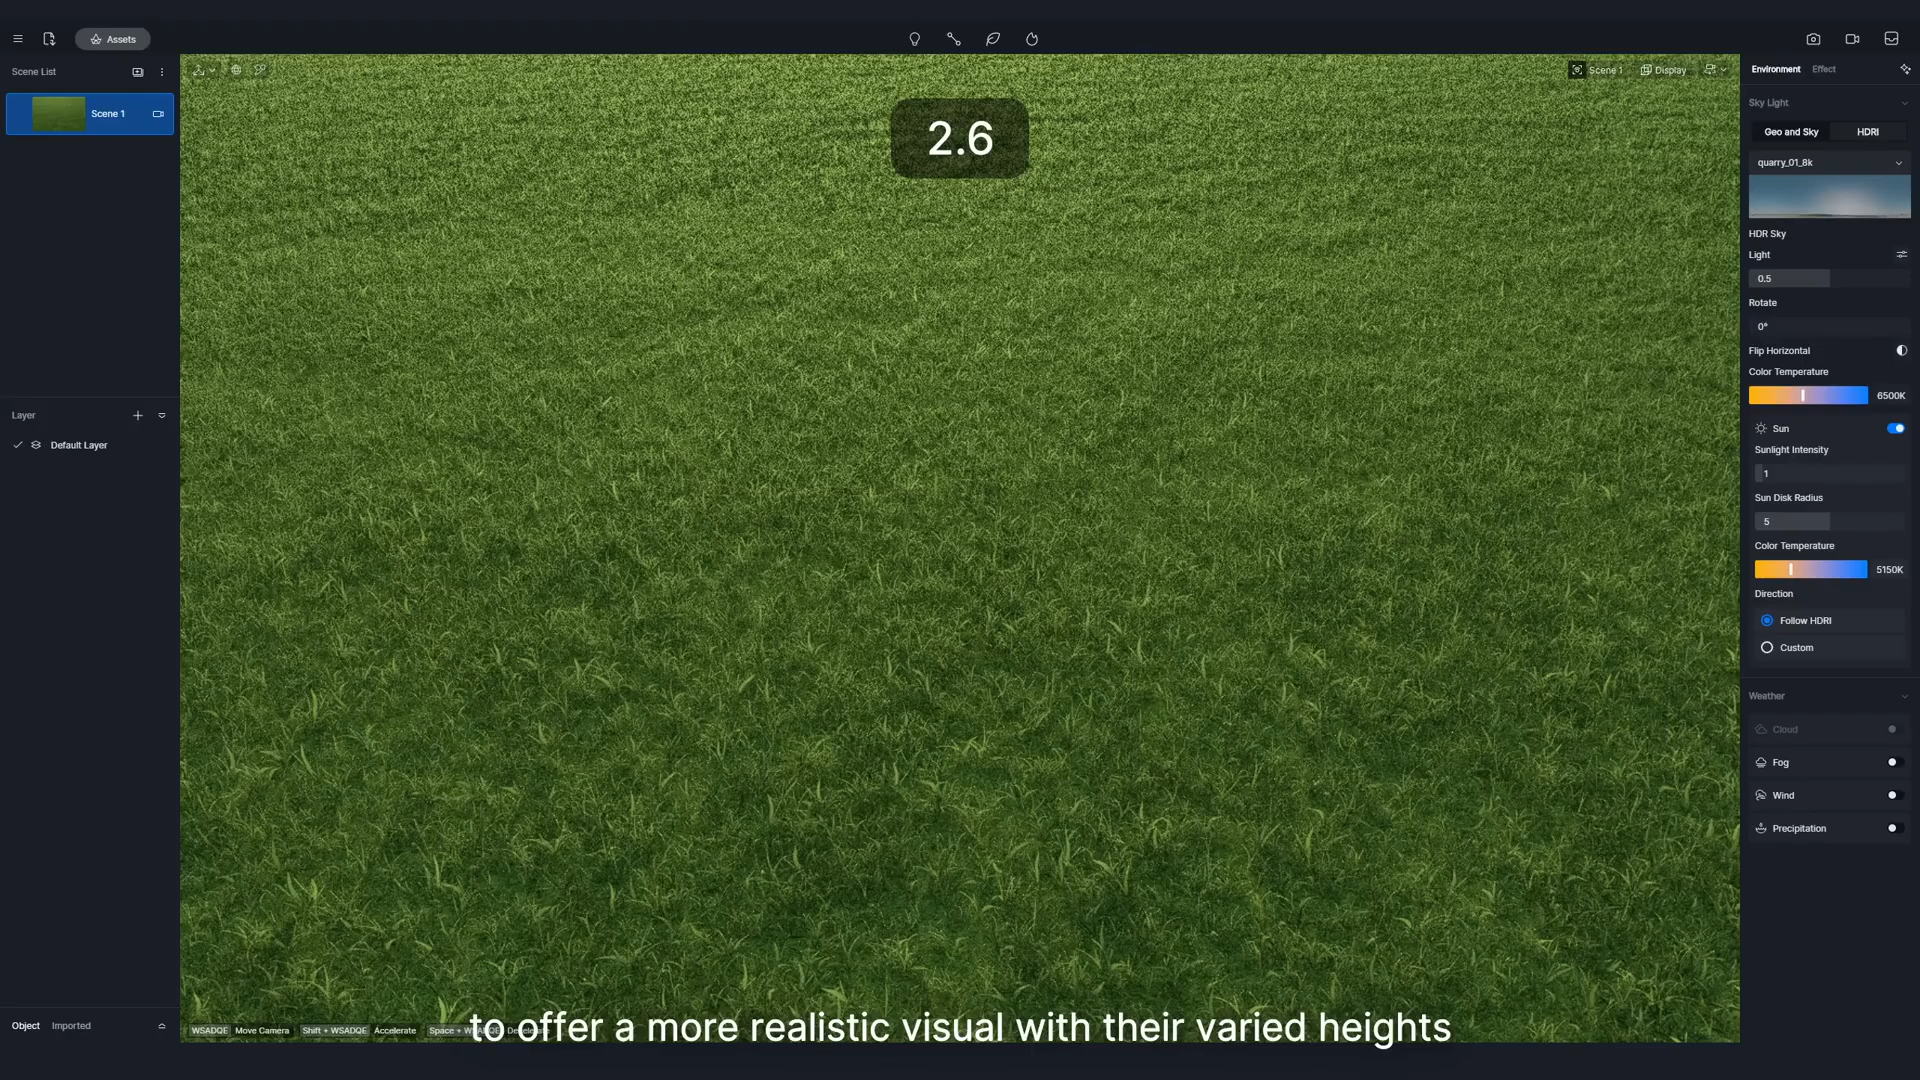 Assets
Scene List
Scene 1
Layer
Default Layer
Object Imported
Scene 1 Display
2.6
WSADQE Move Camera Shift + WSADQE Accelerate
to offer a more realistic visual with their varied heights
Environment Effect
Sky Light
Geo and Sky HDRI
quarry_01_8k
HDR Sky
Light
0.5
Rotate
0°
Flip Horizontal
Color Temperature
6500K
Sun
Sunlight Intensity
1
Sun Disk Radius
5
Color Temperature
5150K
Direction
Follow HDRI
Custom
Weather
Cloud
Fog
Wind
Precipitation